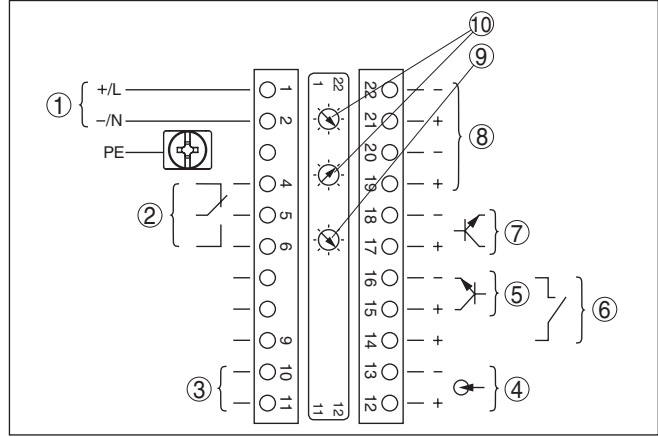 ⑩
⑨
① +/L 1 1 22 22 −
−/N 2 21 + ⑧
PE 20 −
4 19 +
② 5 18 − ⑦
6 17 +
16 − ⑤ ⑥
15 +
9 14 +
③ 10 13 − ④
11 11 12 12 +